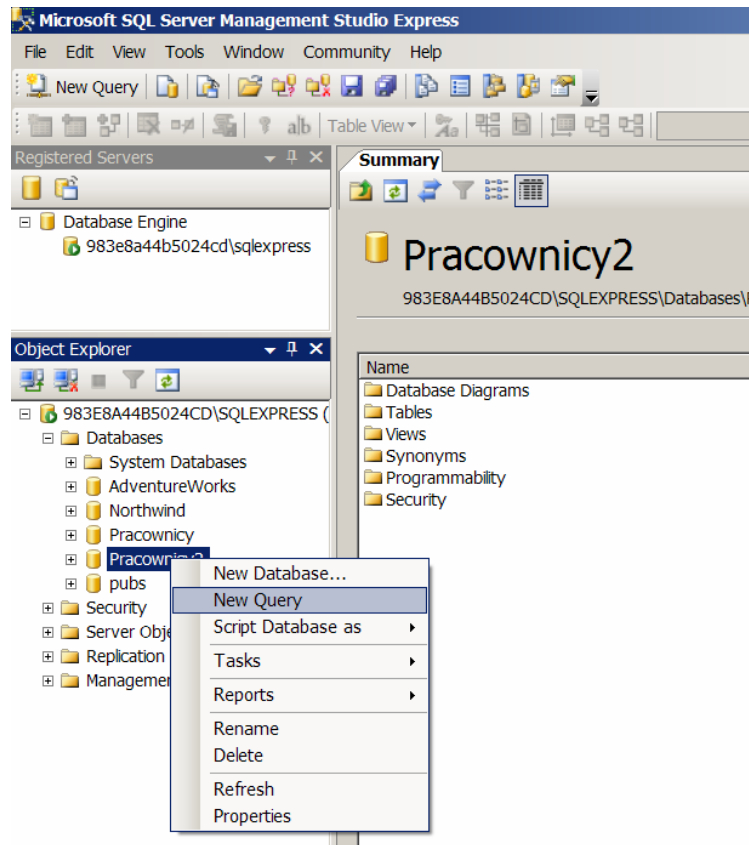 Microsoft SQL Server Management Studio Express
File Edit View Tools Window Community Help
New Query
Table View
Registered Servers
Database Engine
983e8a44b5024cd\sqlexpress
Summary
Pracownicy2
983E8A44B5024CD\SQLEXPRESS\Databases\
Object Explorer
983E8A44B5024CD\SQLEXPRESS (
Databases
System Databases
AdventureWorks
Northwind
Pracownicy
Pracownicy2
pubs
Security
Server Obje
Replication
Managemen
Name
Database Diagrams
Tables
Views
Synonyms
Programmability
Security
New Database...
New Query
Script Database as
Tasks
Reports
Rename
Delete
Refresh
Properties